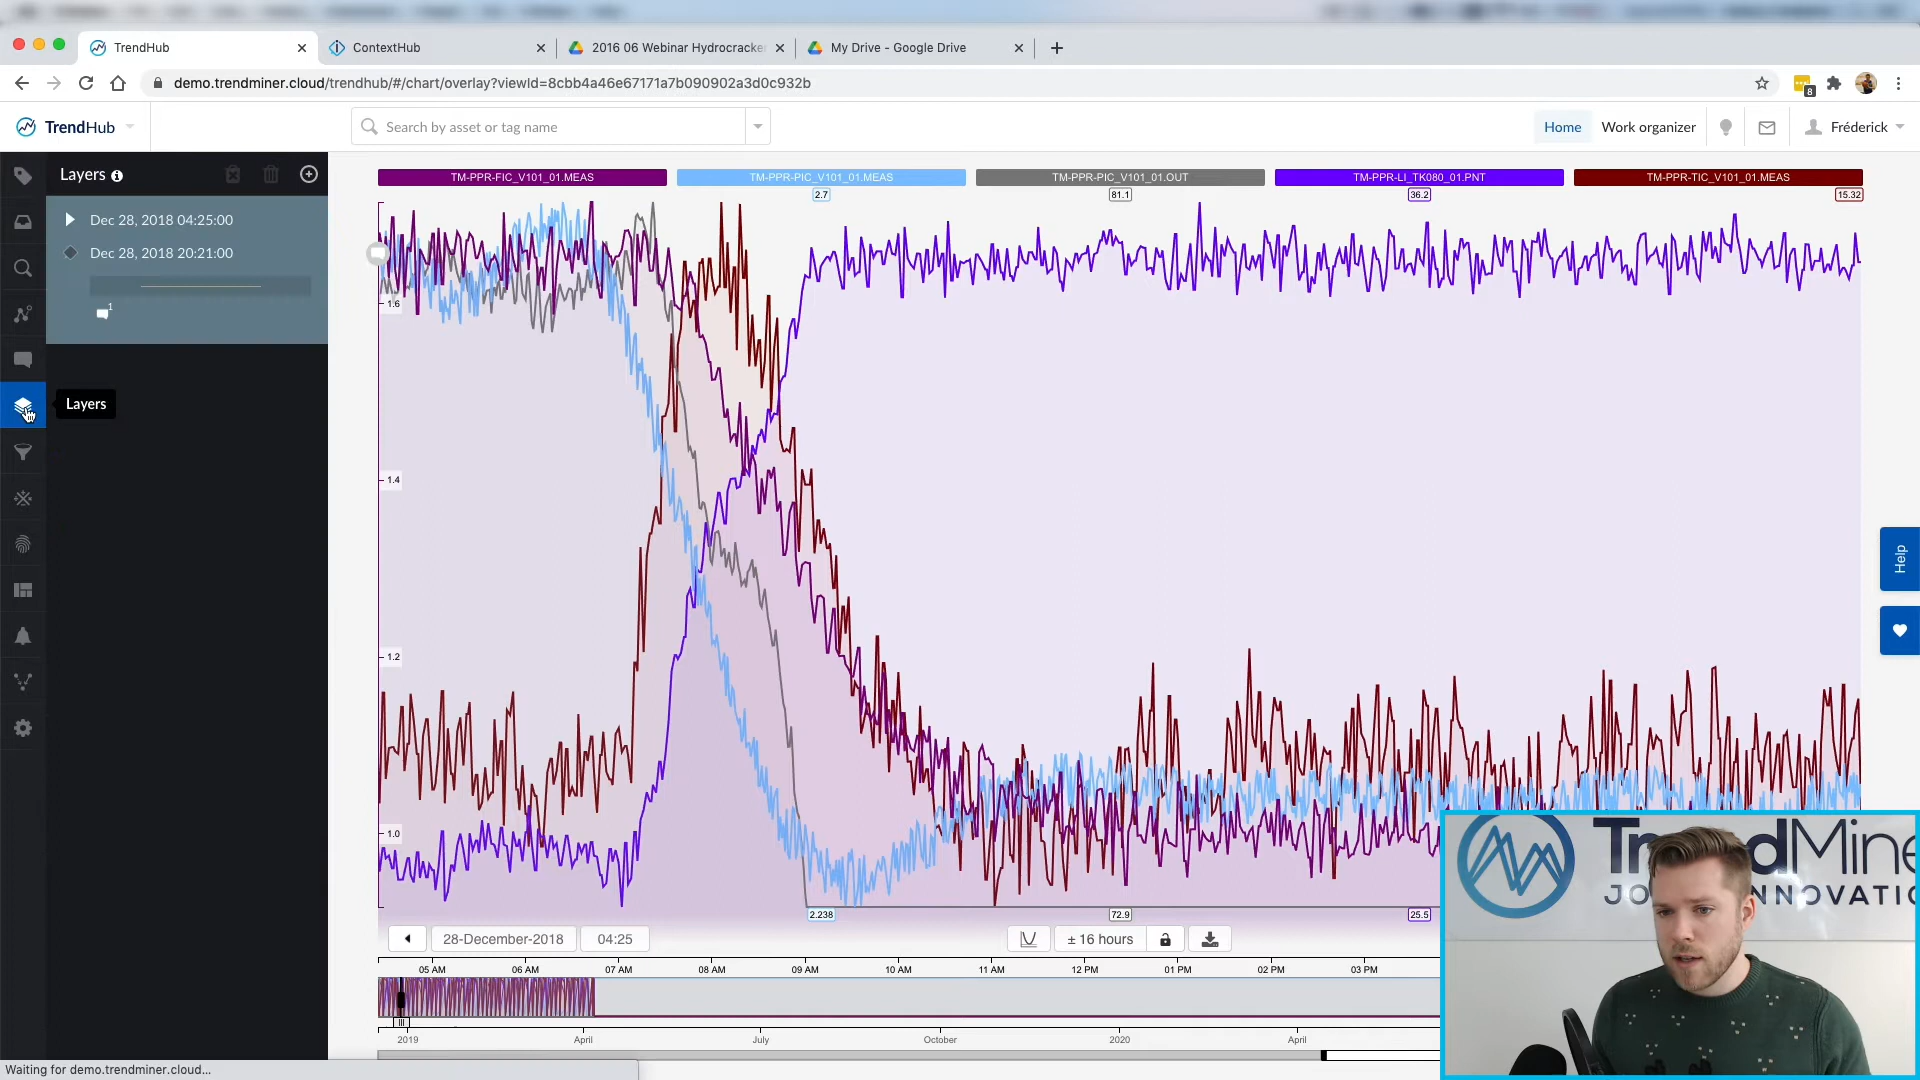 TrendHub
ContextHub
2016 06 Webinar Hydrocracker
My Drive - Google Drive
demo.trendminer.cloud/trendhub/#/chart/overlay?viewId=8cbb4a46e67171a7b090902a3d0c932b
8
TrendHub
Search by asset or tag name
Home
Work organizer
Fréderick
Layers
Dec 28, 2018 04:25:00
Dec 28, 2018 20:21:00
1
Layers
TM-PPR-FIC_V101_01.MEAS
TM-PPR-PIC_V101_01.MEAS
TM-PPR-PIC_V101_01.OUT
TM-PPR-LI_TK080_01.PNT
TM-PPR-TIC_V101_01.MEAS
2.7
81.1
36.2
15.32
1.6
1.4
1.2
1.0
2.238
72.9
25.5
Help
28-December-2018
04:25
± 16 hours
05 AM
06 AM
07 AM
08 AM
09 AM
10 AM
11 AM
12 PM
01 PM
02 PM
03 PM
2019
April
July
October
2020
April
Waiting for demo.trendminer.cloud...